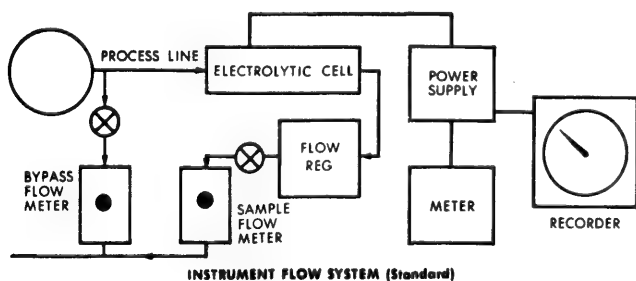 PROCESS LINE
ELECTROLYTIC CELL
POWER
SUPPLY
FLOW
REG
BYPASS
FLOW
METER
SAMPLE
FLOW
METER
METER
RECORDER
INSTRUMENT FLOW SYSTEM (Standard)